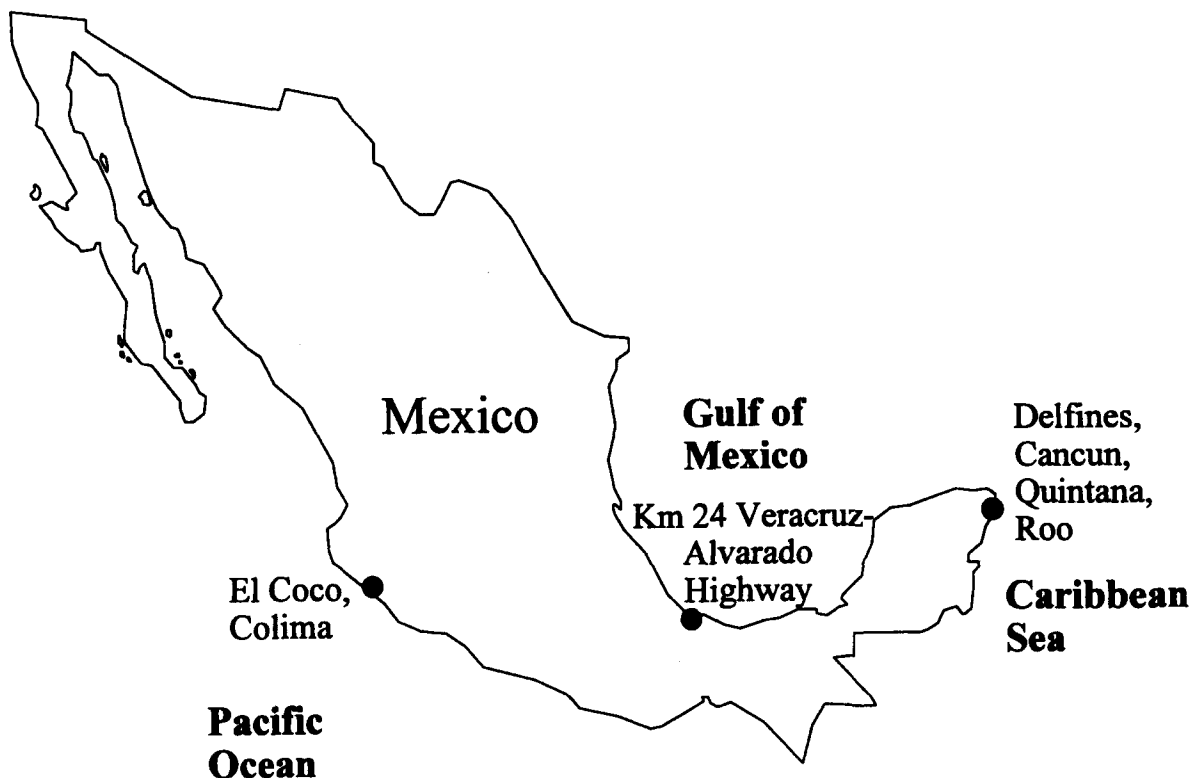 Mexico
Gulf of
Mexico
Delfines,
Cancun,
Quintana,
Roo
Km 24 Veracruz-
Alvarado
Highway
El Coco,
Colima
Caribbean
Sea
Pacific
Ocean